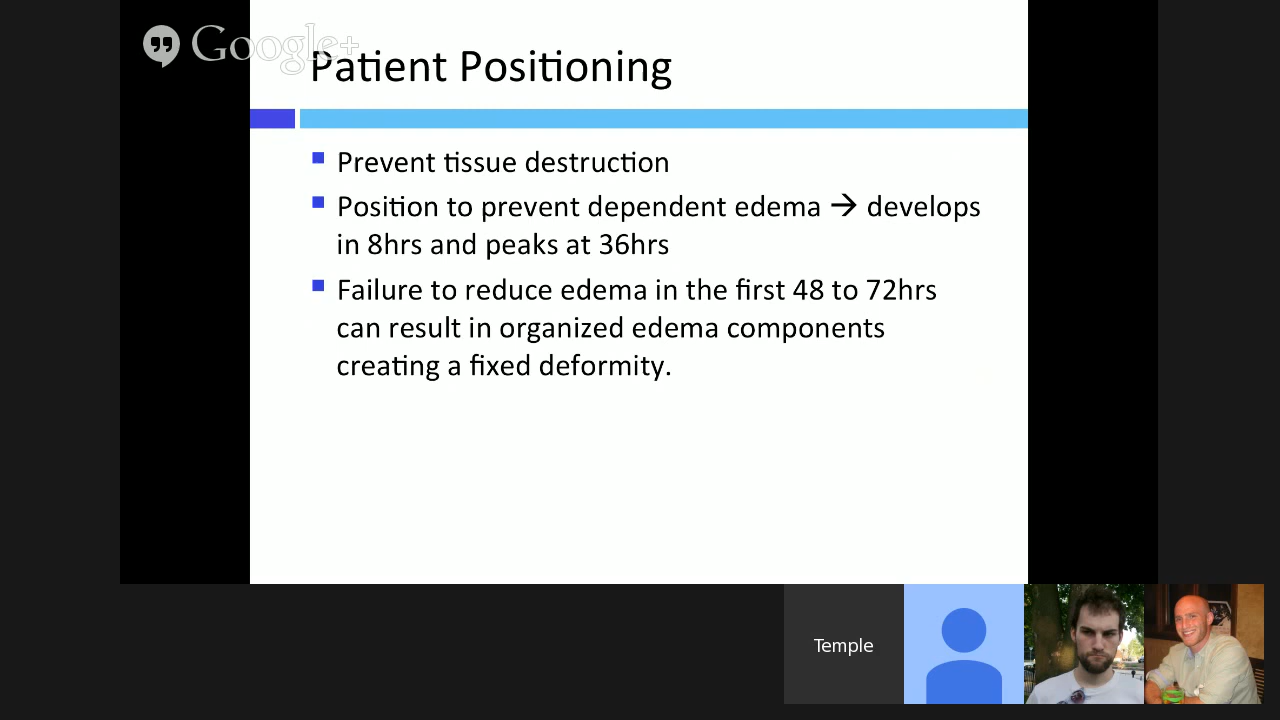 Google+
Patient Positioning
Prevent tissue destruction
Position to prevent dependent edema → develops
in 8hrs and peaks at 36hrs
Failure to reduce edema in the first 48 to 72hrs
can result in organized edema components
creating a fixed deformity.
Temple